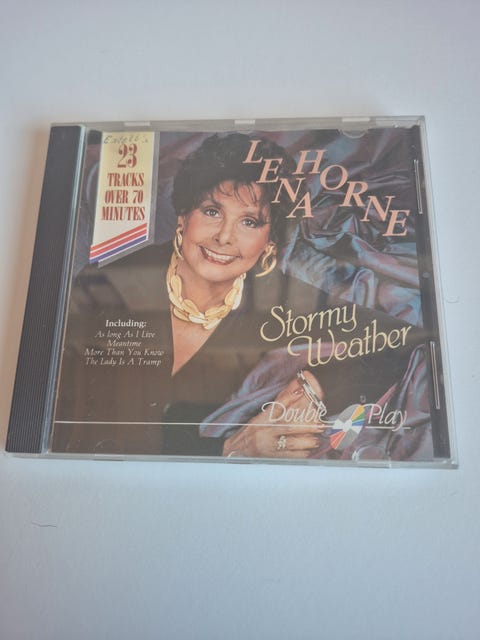 23
TRACKS
OVER 70
MINUTES
LENA HORNE
Including:
As long As I Live
Meantime
More Than You Know
The Lady Is A Tramp
Stormy
Weather
Double Play